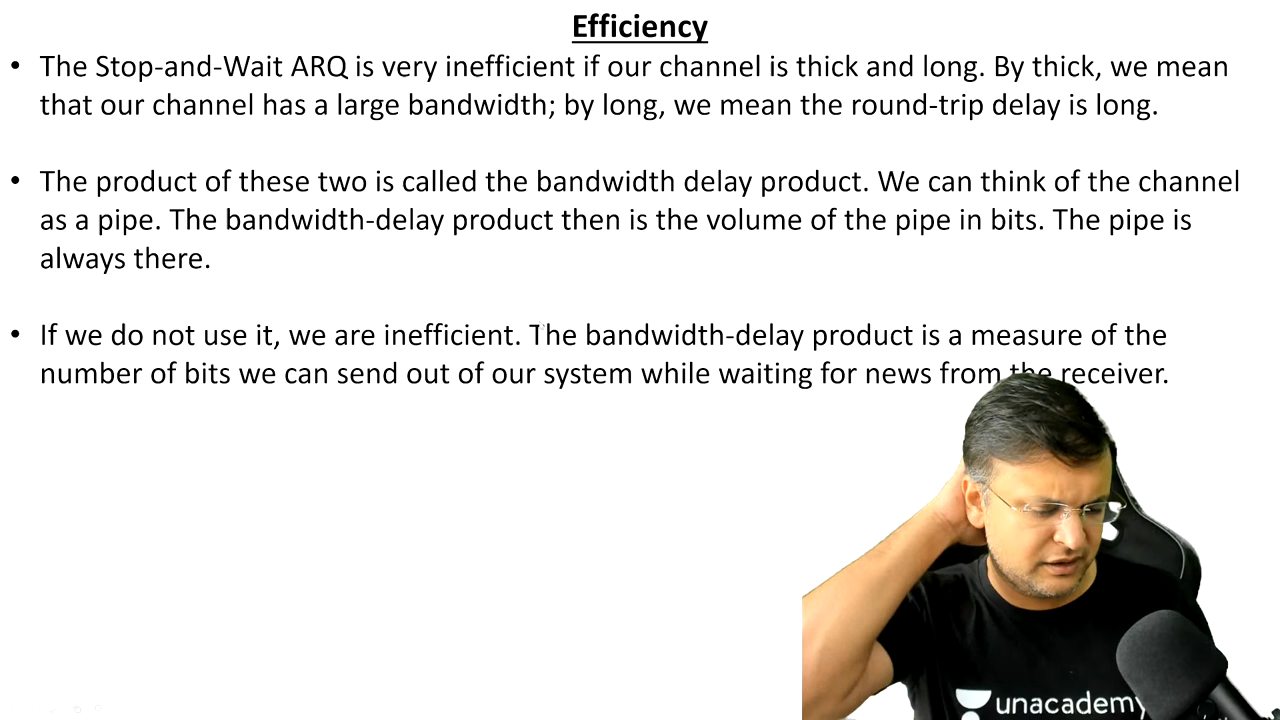 Efficiency
• The Stop-and-Wait ARQ is very inefficient if our channel is thick and long. By thick, we mean
that our channel has a large bandwidth; by long, we mean the round-trip delay is long.
• The product of these two is called the bandwidth delay product. We can think of the channel
as a pipe. The bandwidth-delay product then is the volume of the pipe in bits. The pipe is
always there.
• If we do not use it, we are inefficient. The bandwidth-delay product is a measure of the
number of bits we can send out of our system while waiting for news from the receiver.
unacademy